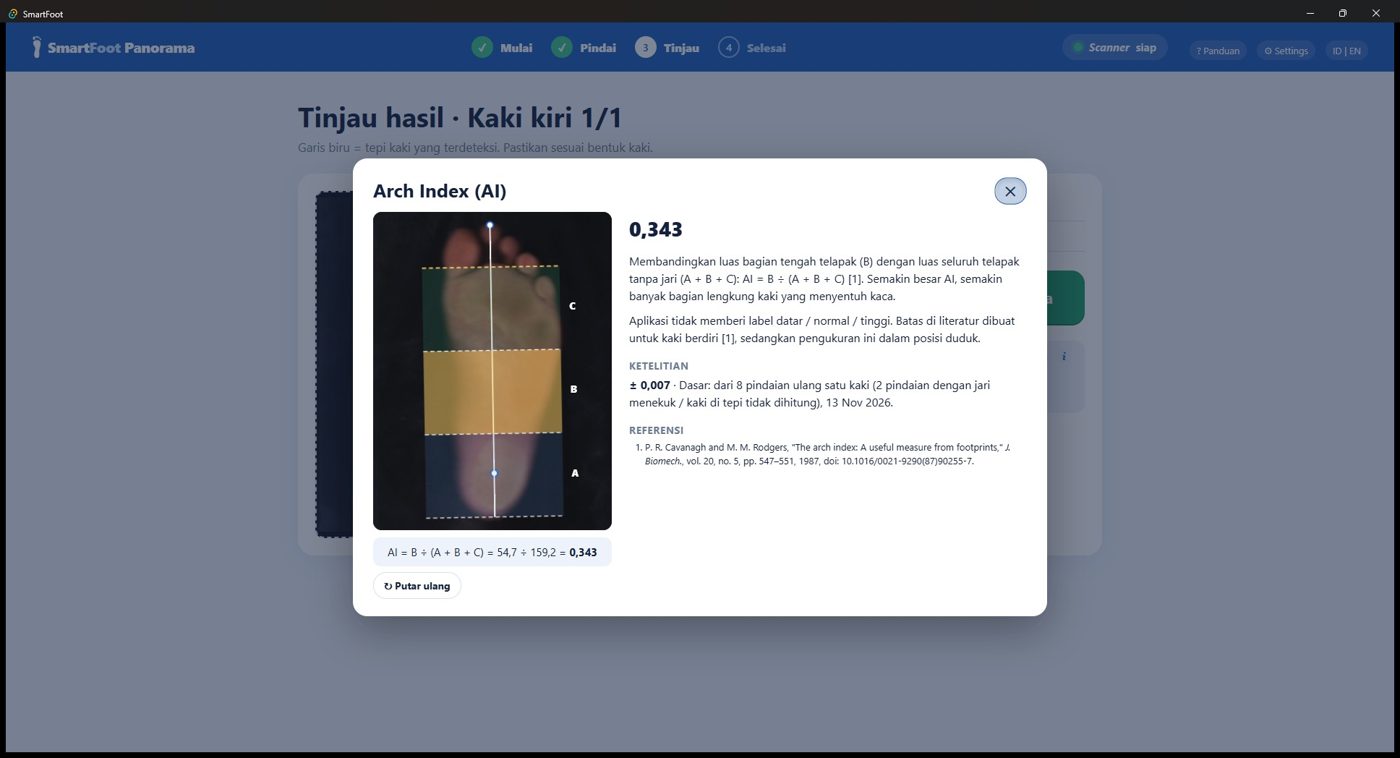 SmartFoot
SmartFoot Panorama
✓ Mulai
✓ Pindai
3 Tinjau
4 Selesai
Scanner siap
? Panduan
⚙ Settings
ID | EN
Tinjau hasil · Kaki kiri 1/1
Garis biru = tepi kaki yang terdeteksi. Pastikan sesuai bentuk kaki.
Arch Index (AI)
C
B
A
AI = B ÷ (A + B + C) = 54,7 ÷ 159,2 = 0,343
↻ Putar ulang
0,343
Membandingkan luas bagian tengah telapak (B) dengan luas seluruh telapak
tanpa jari (A + B + C): AI = B ÷ (A + B + C) [1]. Semakin besar AI, semakin
banyak bagian lengkung kaki yang menyentuh kaca.
Aplikasi tidak memberi label datar / normal / tinggi. Batas di literatur dibuat
untuk kaki berdiri [1], sedangkan pengukuran ini dalam posisi duduk.
KETELITIAN
± 0,007 · Dasar: dari 8 pindaian ulang satu kaki (2 pindaian dengan jari
menekuk / kaki di tepi tidak dihitung), 13 Nov 2026.
REFERENSI
1. P. R. Cavanagh and M. M. Rodgers, "The arch index: A useful measure from footprints," J.
Biomech., vol. 20, no. 5, pp. 547–551, 1987, doi: 10.1016/0021-9290(87)90255-7.
a
i